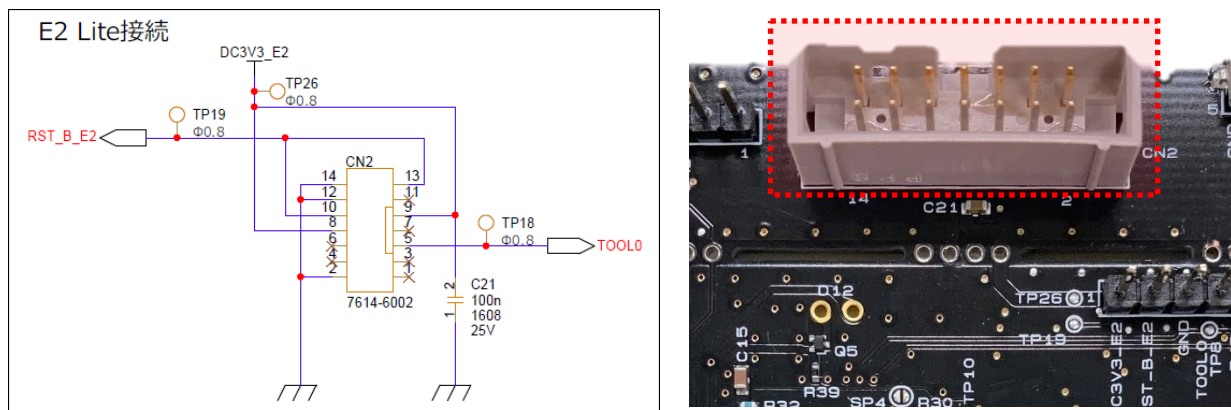 E2 Lite接続
DC3V3_E2
TP26
Φ0.8
TP19
Φ0.8
RST_B_E2
CN2
14
13
12
11
10
9
8
7
6
5
4
3
2
1
TP18
Φ0.8
TOOL0
7614-6002
2
C21
100n
1
1608
25V
1
5
CN2
14
2
C21
D12
TP26
1
TP19
C15
Q5
R39
SP4
R30
R32
TP10
C3V3_E2
ST_B_E2
GND
TOOL0
TP8